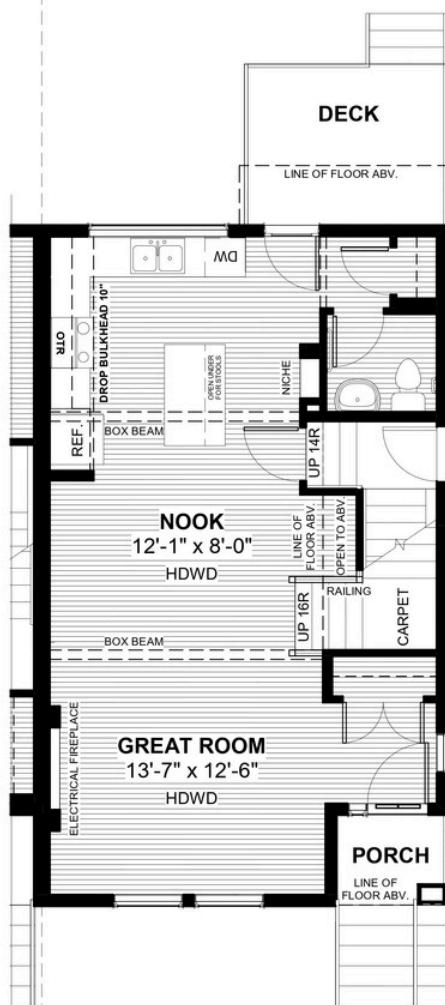 DECK
LINE OF FLOOR ABV.
DW
DROP BULKHEAD 10"
OTR
OPEN UNDER
FOR STOOLS
NICHE
REF.
BOX BEAM
UP 14R
NOOK
12'-1" x 8'-0"
HDWD
LINE OF
FLOOR ABV.
OPEN TO ABV.
RAILING
UP 16R
CARPET
BOX BEAM
ELECTRICAL FIREPLACE
GREAT ROOM
13'-7" x 12'-6"
HDWD
PORCH
LINE OF
FLOOR ABV.